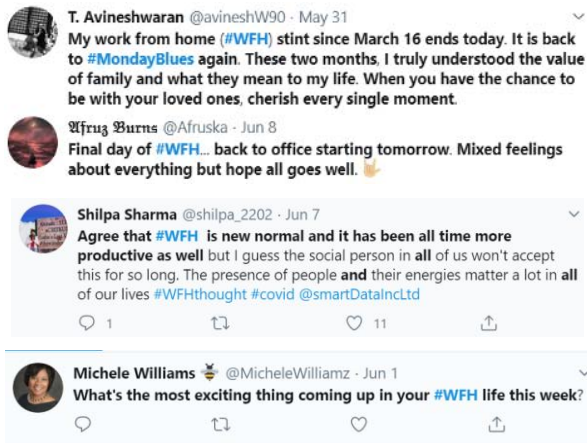 T. Avineshwaran @avineshW90 · May 31
My work from home (#WFH) stint since March 16 ends today. It is back
to #MondayBlues again. These two months, I truly understood the value
of family and what they mean to my life. When you have the chance to
be with your loved ones, cherish every single moment.
𝕬𝖋𝖗𝖚𝖟 𝕭𝖚𝖗𝖓𝖘 @Afruska · Jun 8
Final day of #WFH... back to office starting tomorrow. Mixed feelings
about everything but hope all goes well. 🤟
Shilpa Sharma @shilpa_2202 · Jun 7
Agree that #WFH is new normal and it has been all time more
productive as well but I guess the social person in all of us won't accept
this for so long. The presence of people and their energies matter a lot in all
of our lives #WFHthought #covid @smartDataIncLtd
1 11
Michele Williams 🐝 @MicheleWilliamz · Jun 1
What's the most exciting thing coming up in your #WFH life this week?